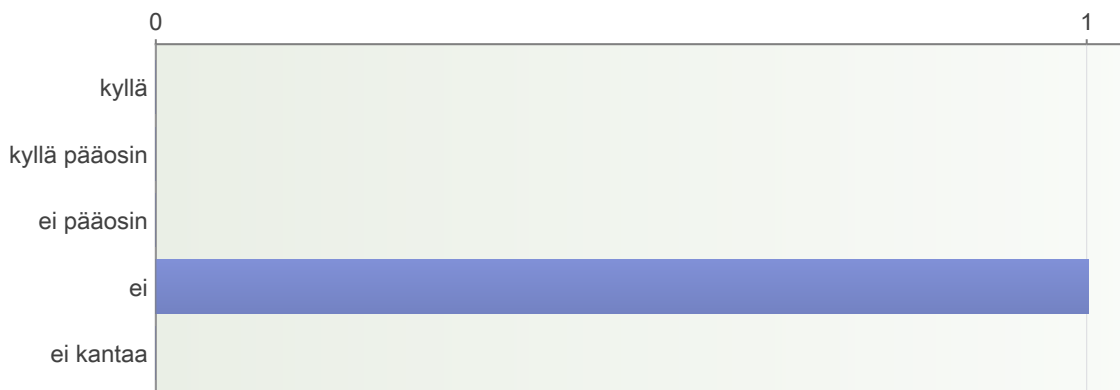 0 1
kyllä
kyllä pääosin
ei pääosin
ei
ei kantaa